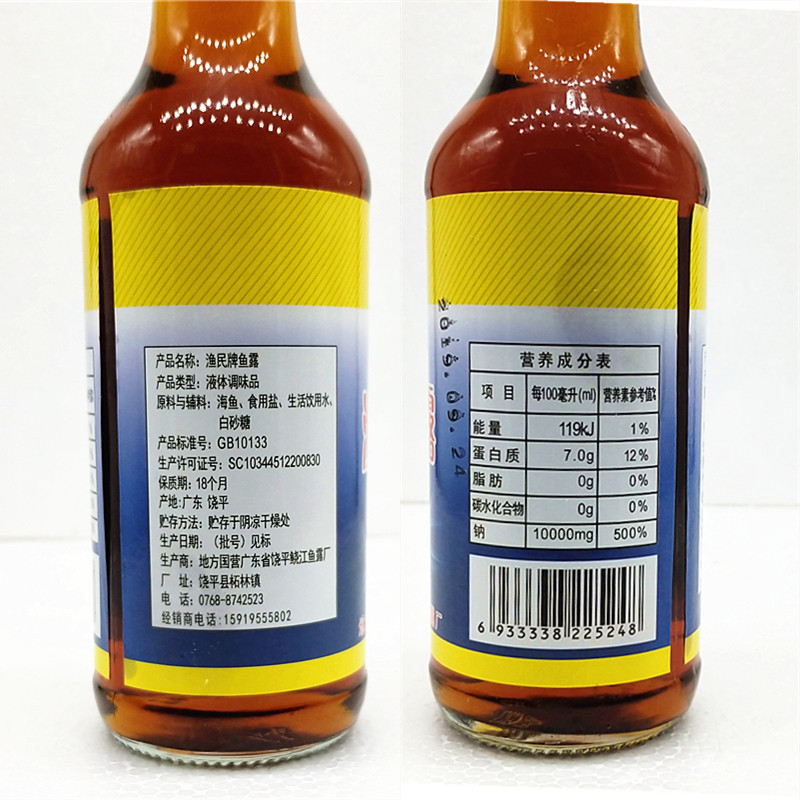 产品名称：渔民牌鱼露
产品类型：液体调味品
原料与辅料：海鱼、食用盐、生活饮用水、
白砂糖
产品标准号：GB10133
生产许可证号：SC10344512200830
保质期：18个月
产地:广东 饶平
贮存方法：贮存于阴凉干燥处
生产日期：（批号）见标
生产商：地方国营广东省饶平蛲江鱼露厂
厂 址：饶平县柘林镇
电 话：0768-8742523
经销商电话:15919555802
2019.09.24
营养成分表
项 目 每100毫升(ml) 营养素参考值%
能量 119kJ 1%
蛋白质 7.0g 12%
脂肪 0g 0%
碳水化合物 0g 0%
钠 10000mg 500%
6 933338 225248
厂